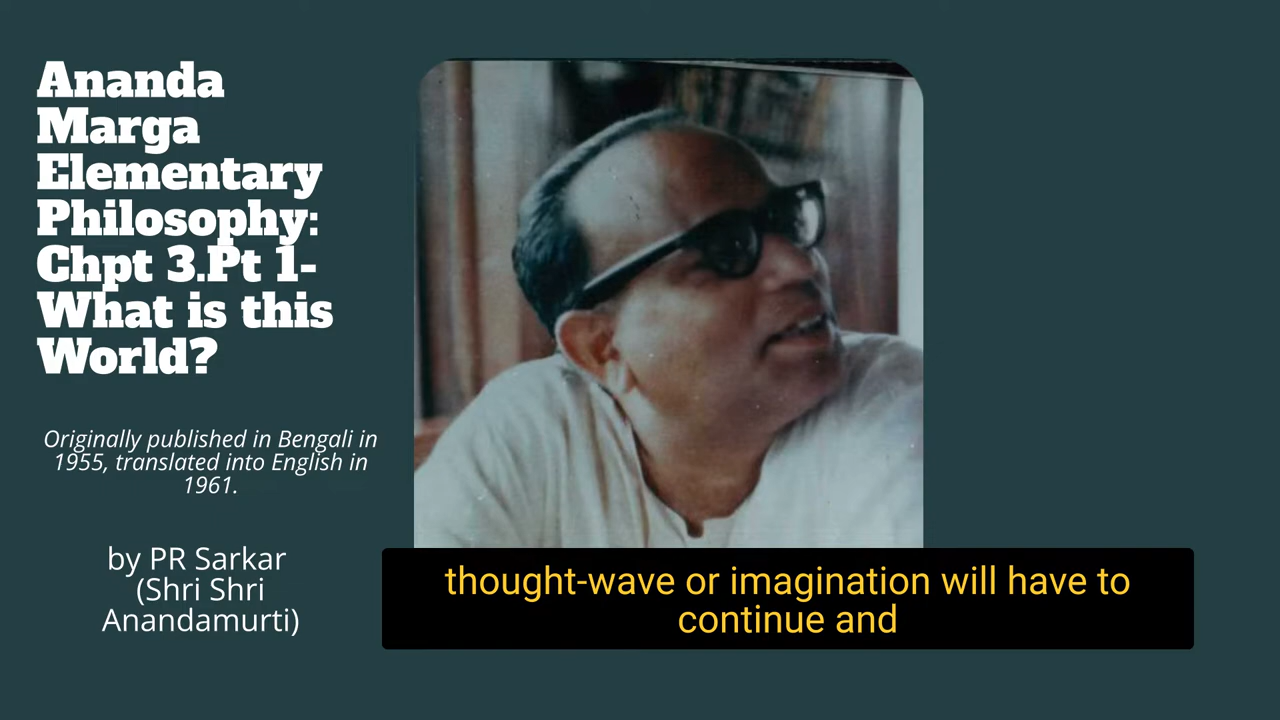 Ananda
Marga
Elementary
Philosophy:
Chpt 3.Pt 1-
What is this
World?
Originally published in Bengali in
1955, translated into English in
1961.
by PR Sarkar
(Shri Shri
Anandamurti)
thought-wave or imagination will have to
continue and